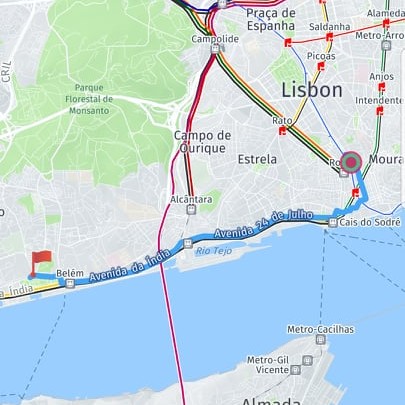 Praça de
Espanha
Alameda
Saldanha
Metro-Arro
Campolide
Picoas
CRIL
Parque
Florestal de
Monsanto
Anjos
Lisbon
Intendente
Rato
Campo de
Ourique
Estrela
Ro
Moura
Alcântara
Avenida 24 de Julho
Cais do Sodré
Rio Tejo
Avenida da Índia
Belém
a Índia
Metro-Cacilhas
Metro-Gil
Vicente
Almada